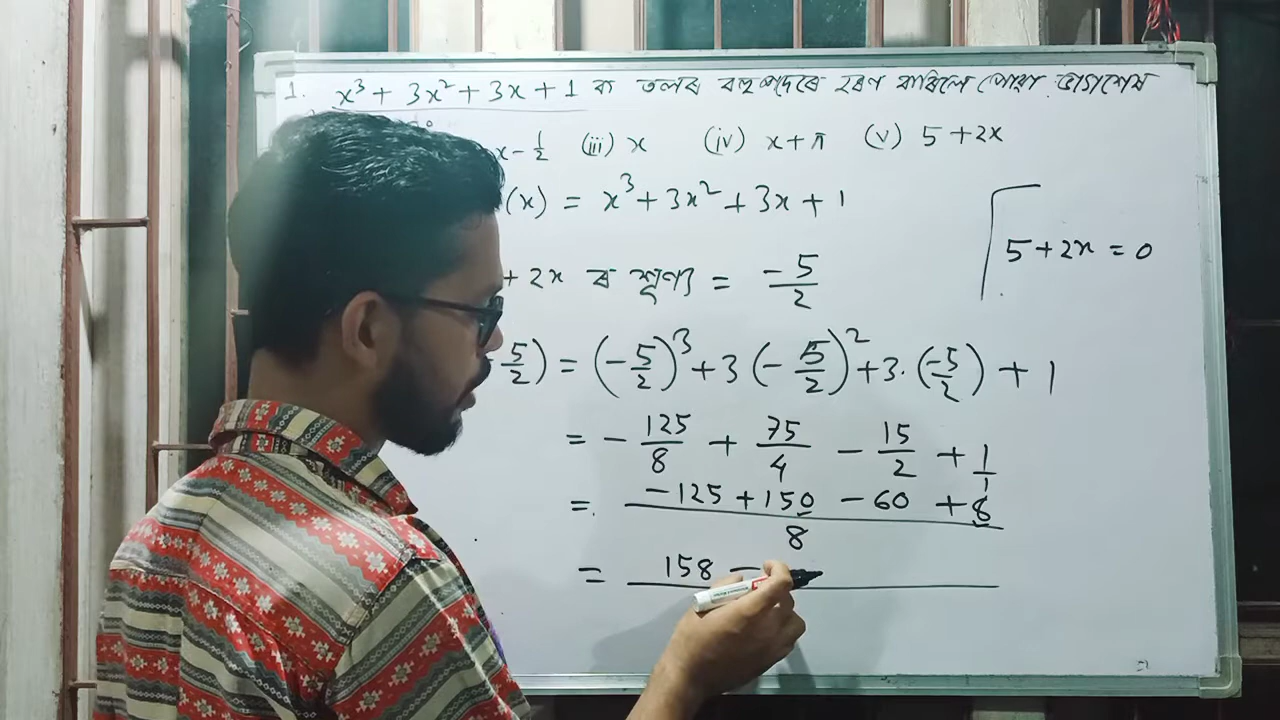 1. x³ + 3x² + 3x + 1 ক তলৰ বহুপদেৰে হৰণ কৰিলে পোৱা ভাগশেষ
x - 1/2 (iii) x (iv) x + π (v) 5 + 2x
(x) = x³ + 3x² + 3x + 1
5 + 2x = 0
+ 2x ৰ শূন্য = -5/2
5/2) = (-5/2)³ + 3(-5/2)² + 3·(-5/2) + 1
= - 125/8 + 75/4 - 15/2 + 1/1
= (-125 + 150 - 60 + 8)/8
= 158 -